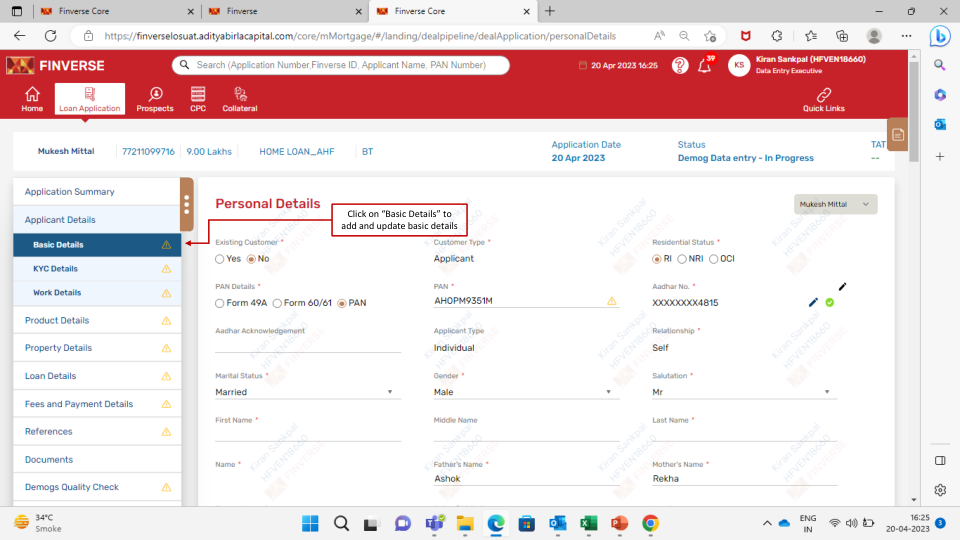 Finverse Core
Finverse
Finverse Core
https://finverselosuat.adityabirlacapital.com/core/mMortgage/#/landing/dealpipeline/dealApplication/personalDetails
FINVERSE
Search (Application Number,Finverse ID, Applicant Name, PAN Number)
20 Apr 2023 16:25
39
KS
Kiran Sankpal (HFVEN18660)
Data Entry Executive
Home
Loan Application
Prospects
CPC
Collateral
Quick Links
Mukesh Mittal
77211099716
9.00 Lakhs
HOME LOAN_AHF
BT
Application Date
20 Apr 2023
Status
Demog Data entry - In Progress
TAT
--
Application Summary
Applicant Details
Basic Details
KYC Details
Work Details
Product Details
Property Details
Loan Details
Fees and Payment Details
References
Documents
Demogs Quality Check
Personal Details
Mukesh Mittal
Click on "Basic Details" to
add and update basic details
Existing Customer *
Yes No
Customer Type *
Applicant
Residential Status *
RI NRI OCI
PAN Details *
Form 49A Form 60/61 PAN
PAN *
AHOPM9351M
Aadhar No. *
XXXXXXXX4815
Aadhar Acknowledgement
Applicant Type
Individual
Relationship *
Self
Marital Status *
Married
Gender *
Male
Salutation *
Mr
First Name *
Middle Name
Last Name *
Name *
Father's Name *
Ashok
Mother's Name *
Rekha
Kiran Sankpal
HFVEN18660
FINVERSE
34°C
Smoke
ENG
IN
16:25
20-04-2023
3